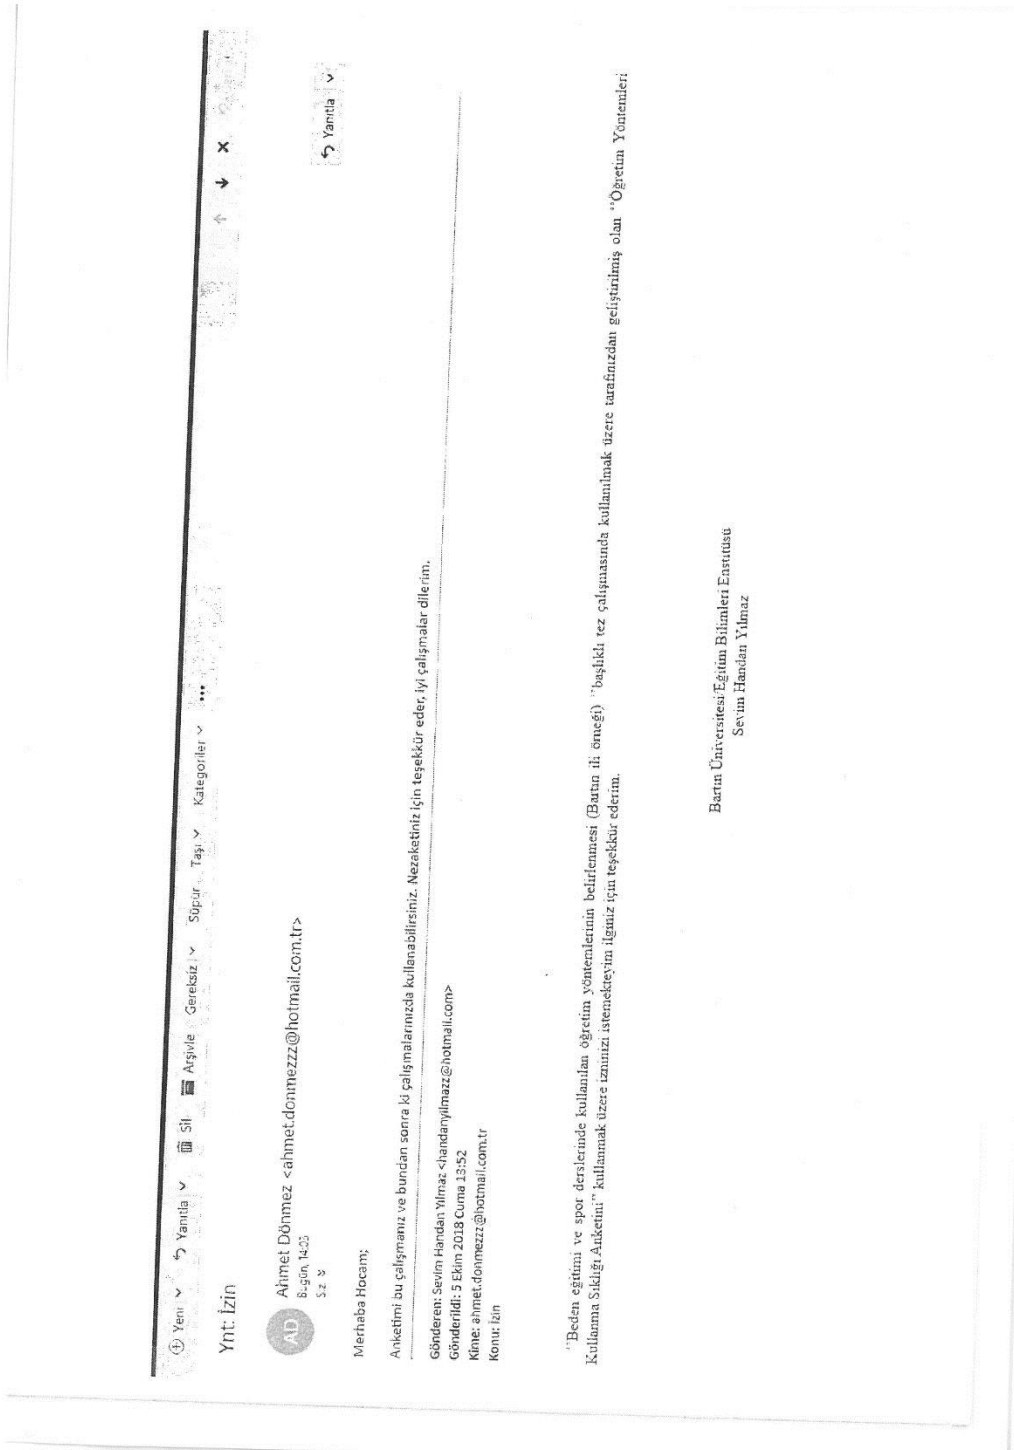 Yeni Yanıtla Sil Arşivle Gereksiz Süpür Taşı Kategoriler ...
Ynt: İzin
AD
Ahmet Dönmez <ahmet.donmezzz@hotmail.com.tr>
Bugün,
Siz
Yanıtla
Merhaba Hocam;
Anketimi bu çalışmanız ve bundan sonra ki çalışmalarınızda kullanabilirsiniz. Nezaketiniz için teşekkür eder, iyi çalışmalar dilerim.
Gönderen: Sevim Handan Yılmaz <handanyilmazz@hotmail.com>
Gönderildi: 5 Ekim 2018 Cuma 13:52
Kime: ahmet.donmezzz@hotmail.com.tr
Konu: İzin
"Beden eğitimi ve spor derslerinde kullanılan öğretim yöntemlerinin belirlenmesi (Bartın ili örneği) "başlıklı tez çalışmasında kullanılmak üzere tarafınızdan geliştirilmiş olan "Öğretim Yöntemleri
Kullanma Sıklığı Anketini" kullanmak üzere izninizi istemekteyim ilginiz için teşekkür ederim.
Bartın Üniversitesi/Eğitim Bilimleri Enstitüsü
Sevim Handan Yılmaz